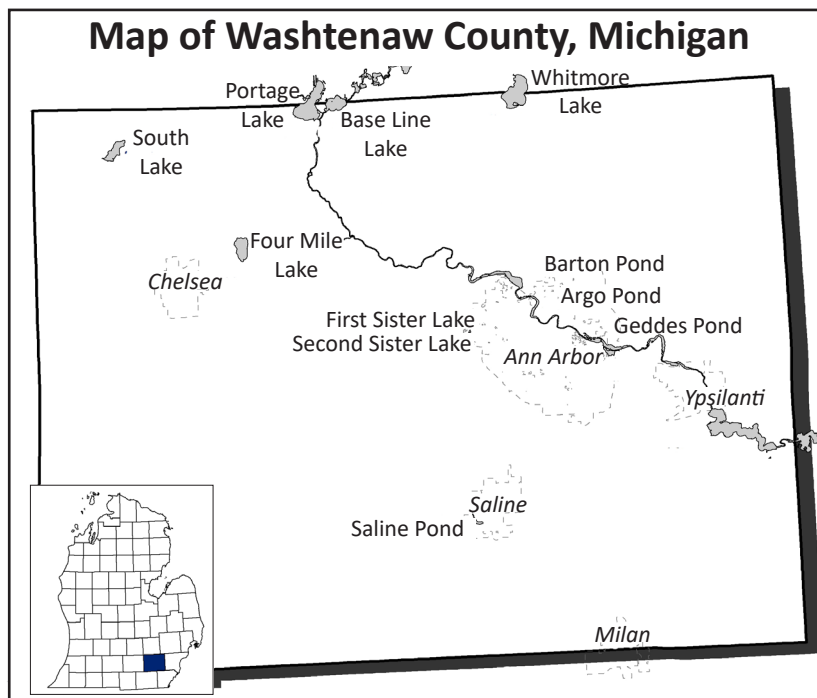 Map of Washtenaw County, Michigan
Portage
Lake
Base Line
Lake
Whitmore
Lake
South
Lake
Four Mile
Lake
Chelsea
Barton Pond
Argo Pond
First Sister Lake
Second Sister Lake
Geddes Pond
Ann Arbor
Ypsilanti
Saline
Saline Pond
Milan